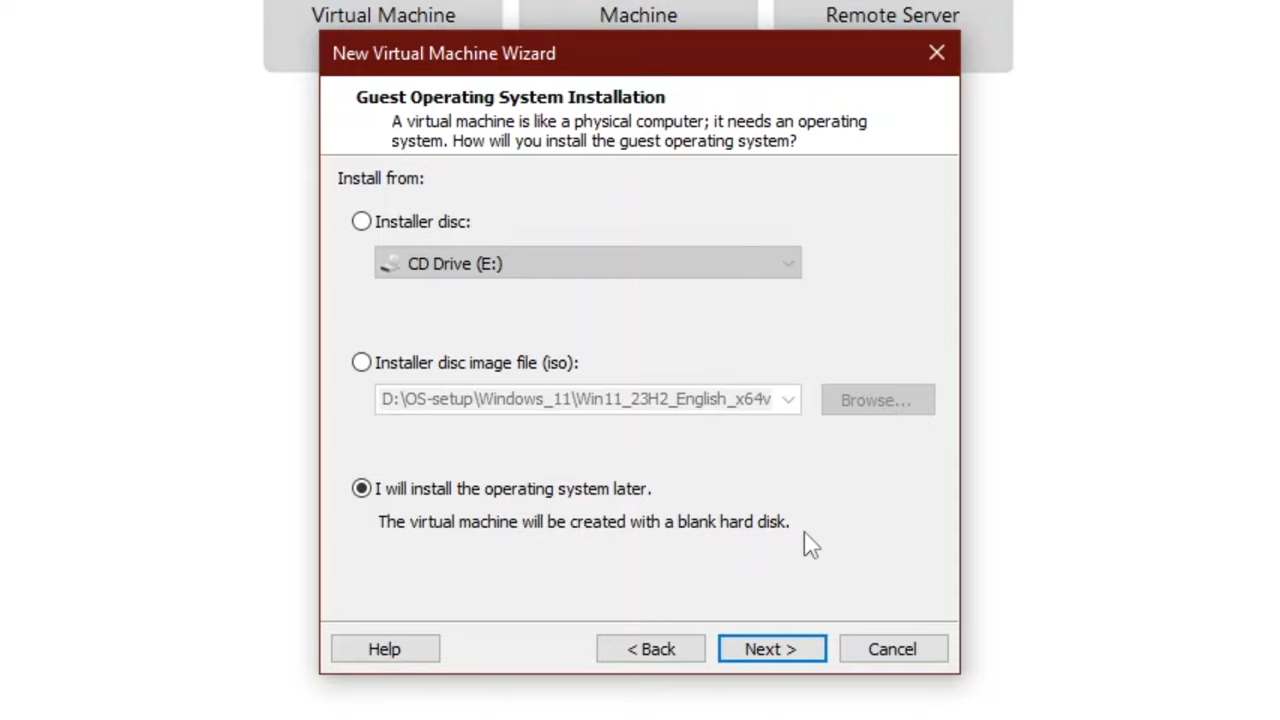 Virtual Machine
Machine
Remote Server
New Virtual Machine Wizard
Guest Operating System Installation
A virtual machine is like a physical computer; it needs an operating
system. How will you install the guest operating system?
Install from:
Installer disc:
CD Drive (E:)
Installer disc image file (iso):
D:\OS-setup\Windows_11\Win11_23H2_English_x64v
Browse...
I will install the operating system later.
The virtual machine will be created with a blank hard disk.
Help
< Back
Next >
Cancel